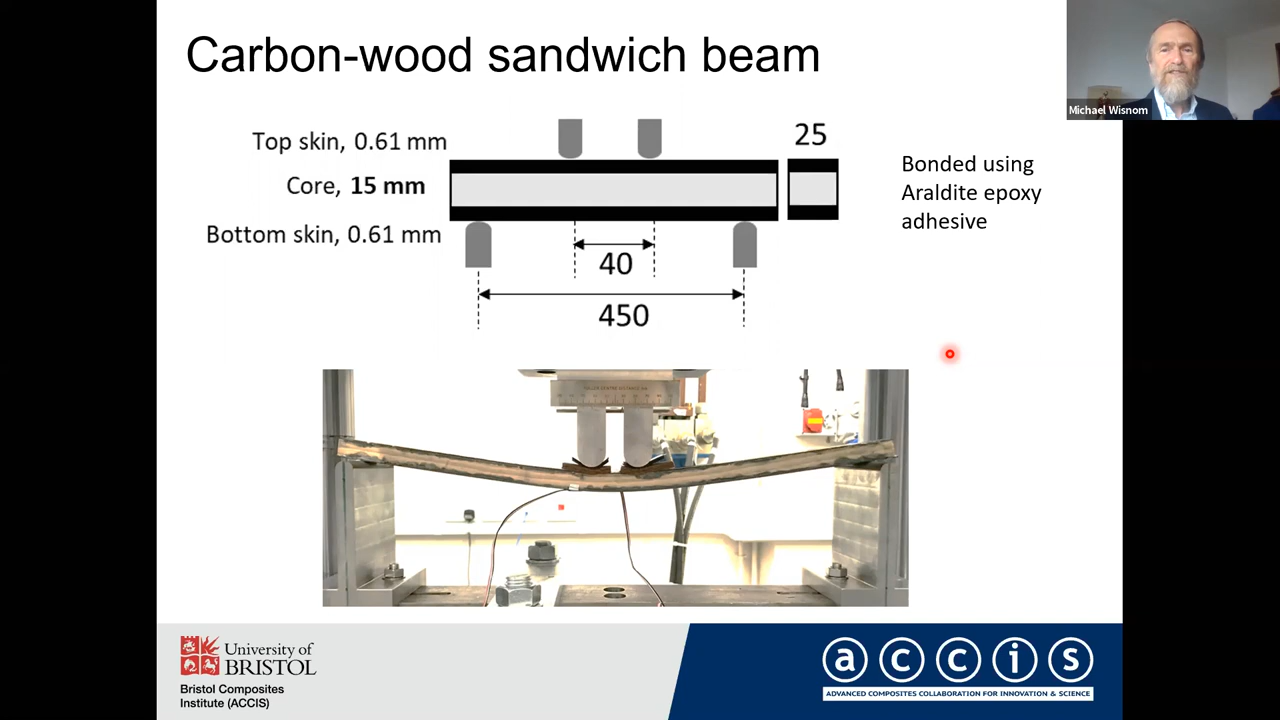 Carbon-wood sandwich beam
Michael Wisnom
Top skin, 0.61 mm
25
Core, 15 mm
Bonded using
Araldite epoxy
adhesive
Bottom skin, 0.61 mm
40
450
University of
BRISTOL
Bristol Composites
Institute (ACCIS)
accis
ADVANCED COMPOSITES COLLABORATION FOR INNOVATION & SCIENCE